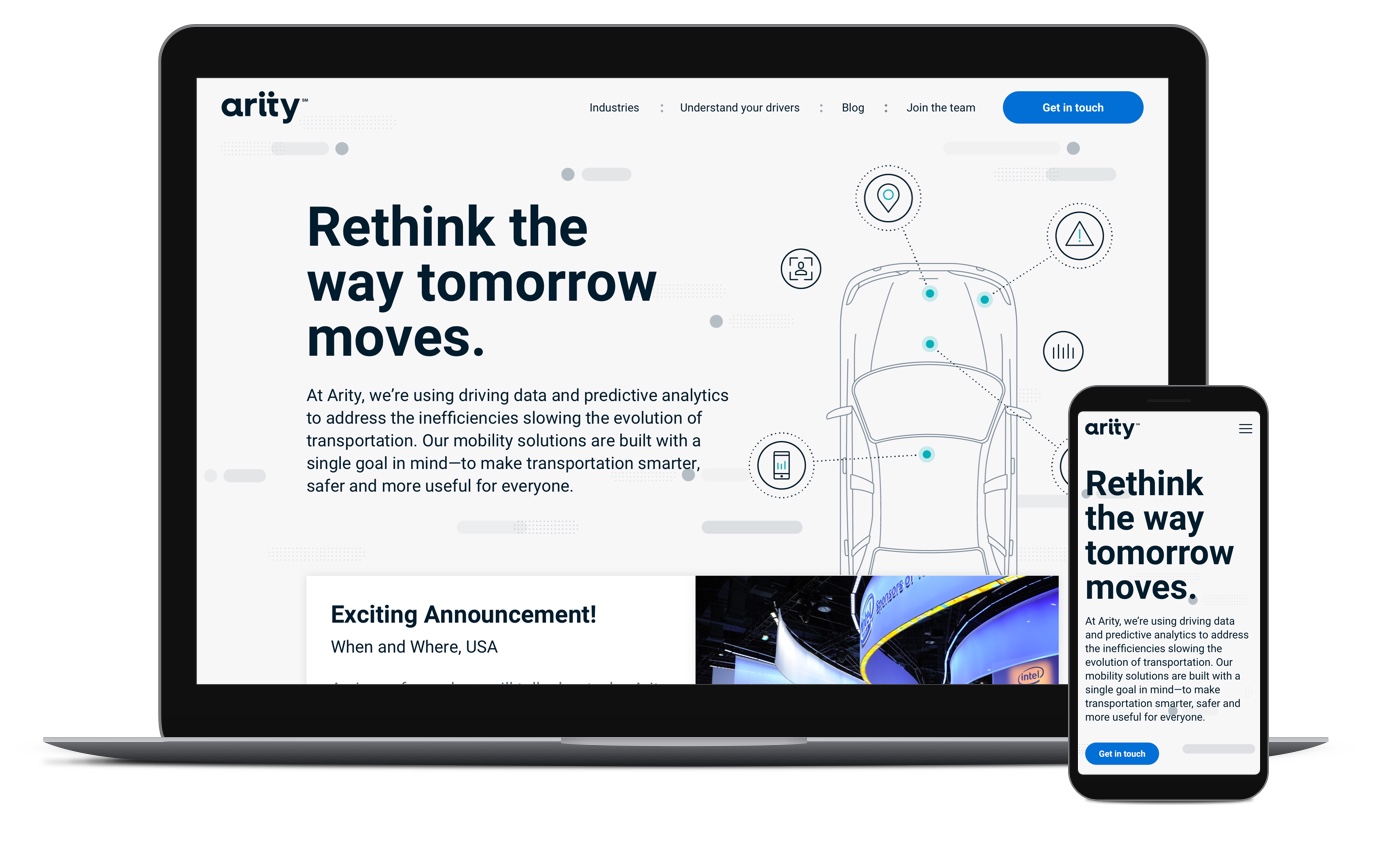 arity℠
Industries : Understand your drivers : Blog : Join the team
Get in touch
Rethink the
way tomorrow
moves.
At Arity, we’re using driving data and predictive analytics
to address the inefficiencies slowing the evolution of
transportation. Our mobility solutions are built with a
single goal in mind—to make transportation smarter,
safer and more useful for everyone.
Exciting Announcement!
When and Where, USA
Sponsors Of
intel
intel
arity℠
Rethink
the way
tomorrow
moves.
At Arity, we’re using driving data
and predictive analytics to address
the inefficiencies slowing the
evolution of transportation. Our
mobility solutions are built with a
single goal in mind—to make
transportation smarter, safer and
more useful for everyone.
Get in touch